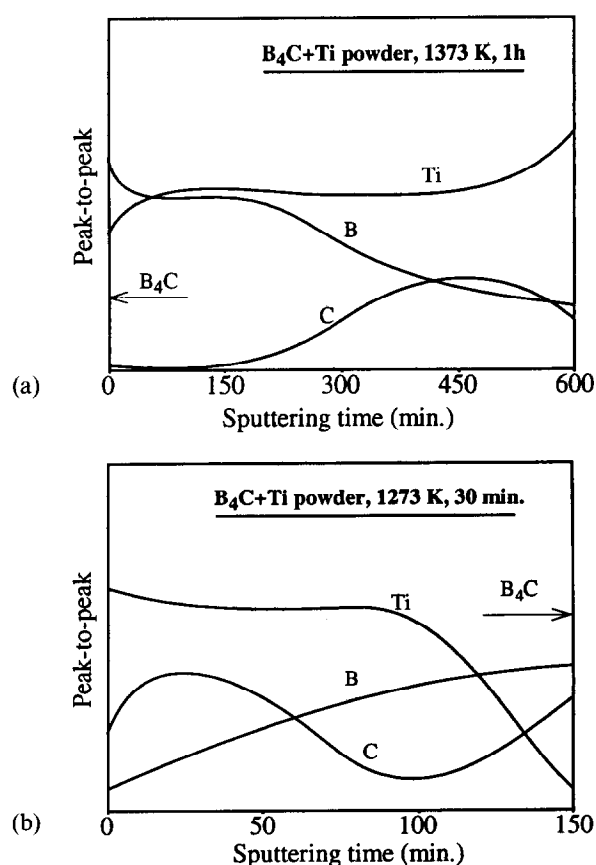 B₄C+Ti powder, 1373 K, 1h
Peak-to-peak
Ti
B
B₄C
C
(a)
0 150 300 450 600
Sputtering time (min.)
B₄C+Ti powder, 1273 K, 30 min.
Peak-to-peak
B₄C
Ti
B
C
(b)
0 50 100 150
Sputtering time (min.)